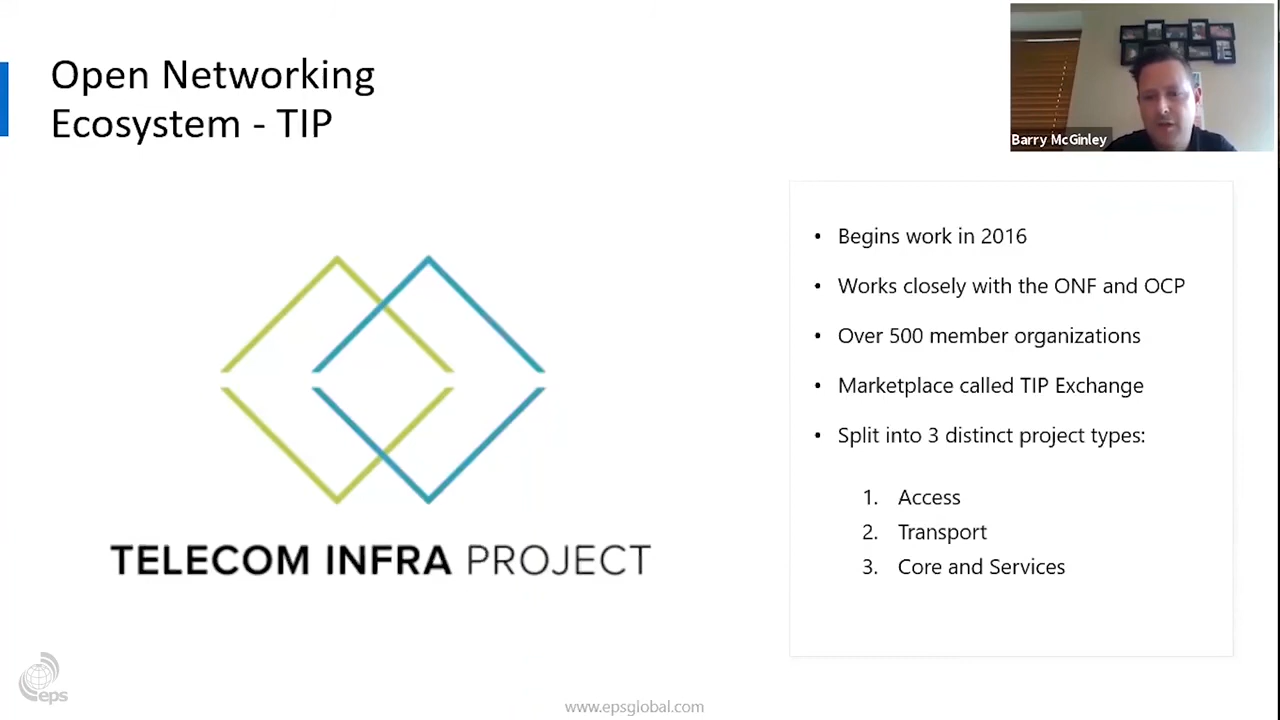 Open Networking
Ecosystem - TIP
Barry McGinley
• Begins work in 2016
• Works closely with the ONF and OCP
• Over 500 member organizations
• Marketplace called TIP Exchange
• Split into 3 distinct project types:
1. Access
2. Transport
3. Core and Services
TELECOM INFRA PROJECT
eps
www.epsglobal.com